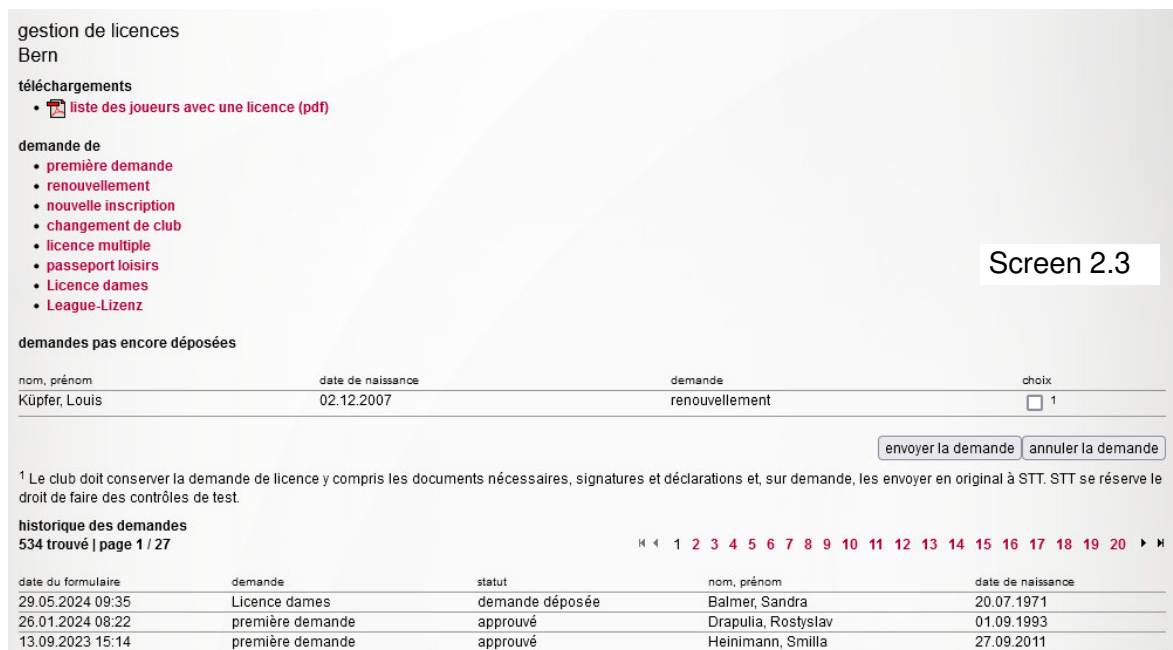 gestion de licences
Bern
téléchargements
• liste des joueurs avec une licence (pdf)
demande de
• première demande
• renouvellement
• nouvelle inscription
• changement de club
• licence multiple
• passeport loisirs
• Licence dames
• League-Lizenz
Screen 2.3
demandes pas encore déposées
nom, prénom date de naissance demande choix
Küpfer, Louis 02.12.2007 renouvellement 1
envoyer la demande annuler la demande
1 Le club doit conserver la demande de licence y compris les documents nécessaires, signatures et déclarations et, sur demande, les envoyer en original à STT. STT se réserve le
droit de faire des contrôles de test.
historique des demandes
534 trouvé | page 1 / 27 1 2 3 4 5 6 7 8 9 10 11 12 13 14 15 16 17 18 19 20
date du formulaire demande statut nom, prénom date de naissance
29.05.2024 09:35 Licence dames demande déposée Balmer, Sandra 20.07.1971
26.01.2024 08:22 première demande approuvé Drapulia, Rostyslav 01.09.1993
13.09.2023 15:14 première demande approuvé Heinimann, Smilla 27.09.2011